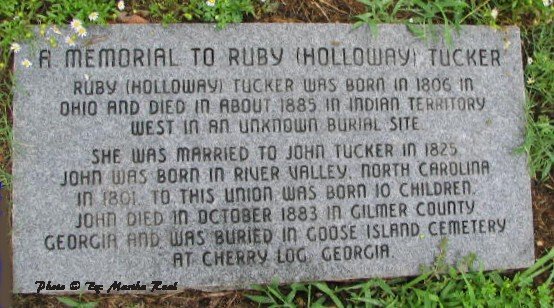 A MEMORIAL TO RUBY (HOLLOWAY) TUCKER
RUBY (HOLLOWAY) TUCKER WAS BORN IN 1806 IN
OHIO AND DIED IN ABOUT 1885 IN INDIAN TERRITORY
WEST IN AN UNKNOWN BURIAL SITE
SHE WAS MARRIED TO JOHN TUCKER IN 1825
JOHN WAS BORN IN RIVER VALLEY, NORTH CAROLINA
IN 1801. TO THIS UNION WAS BORN 10 CHILDREN.
JOHN DIED IN OCTOBER 1883 IN GILMER COUNTY
GEORGIA AND WAS BURIED IN GOOSE ISLAND CEMETERY
AT CHERRY LOG, GEORGIA.
Photo © By: Martha